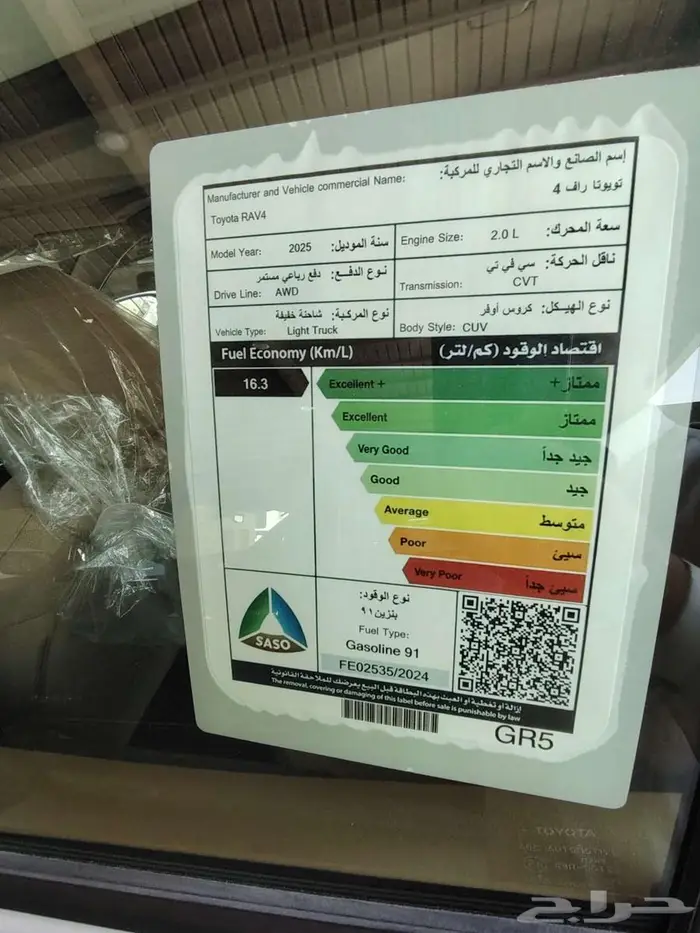 إسم الصانع والاسم التجاري للمركبة:
Manufacturer and Vehicle commercial Name:
تويوتا راف 4
Toyota RAV4
Model Year: 2025 سنة الموديل:
Engine Size: 2.0 L سعة المحرك:
نوع الدفع: دفع رباعي مستمر
Drive Line: AWD
ناقل الحركة: سي في تي
Transmission: CVT
نوع المركبة: شاحنة خفيفة
Vehicle Type: Light Truck
نوع الهيكل: كروس أوفر
Body Style: CUV
Fuel Economy (Km/L) اقتصاد الوقود (كم/لتر)
16.3
Excellent + ممتاز+
Excellent ممتاز
Very Good جيد جداً
Good جيد
Average متوسط
Poor سيئ
Very Poor سيئ جداً
SASO
نوع الوقود:
بنزين ٩١
Fuel Type:
Gasoline 91
FE02535/2024
إزالة أو تغطية أو العبث بهذه البطاقة قبل البيع يعرضك للملاحقة القانونية
The removal, covering or damaging of this label before sale is punishable by law
GR5
TOYOTA
حراج